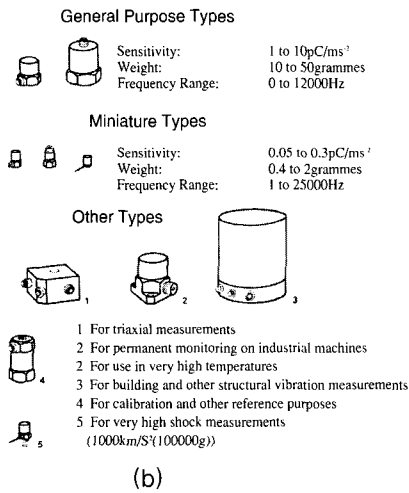 General Purpose Types
Sensitivity: 1 to 10pC/ms⁻²
Weight: 10 to 50grammes
Frequency Range: 0 to 12000Hz
Miniature Types
Sensitivity: 0.05 to 0.3pC/ms⁻²
Weight: 0.4 to 2grammes
Frequency Range: 1 to 25000Hz
Other Types
1 2 3
1 For triaxial measurements
2 For permanent monitoring on industrial machines
2 For use in very high temperatures
3 For building and other structural vibration measurements
4
4 For calibration and other reference purposes
5 For very high shock measurements
5
(1000km/S²(100000g))
(b)